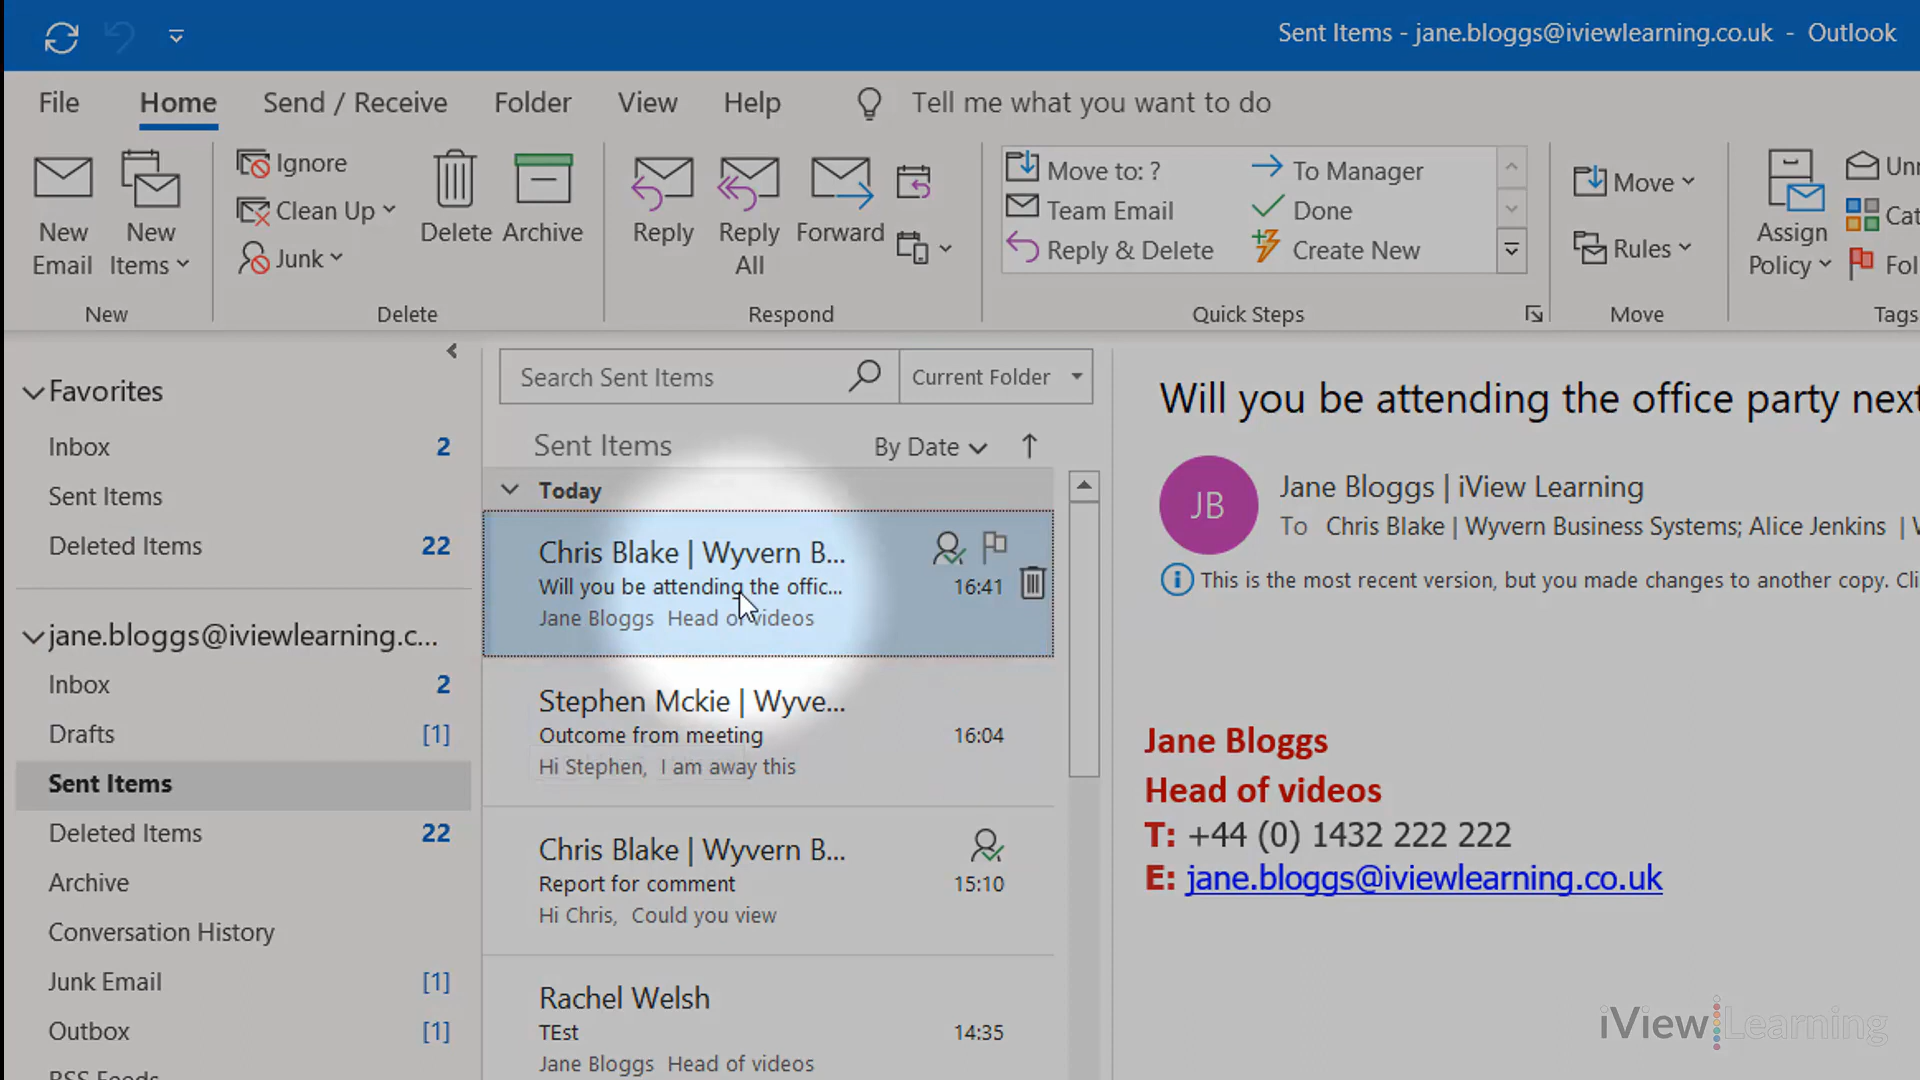 Sent Items - jane.bloggs@iviewlearning.co.uk - Outlook
File Home Send / Receive Folder View Help Tell me what you want to do
New Email
New Items
Ignore
Clean Up
Junk
Delete
Archive
Reply
Reply All
Forward
Move to: ?
Team Email
Reply & Delete
To Manager
Done
Create New
Move
Rules
Assign Policy
New
Delete
Respond
Quick Steps
Move
Tags
Favorites
Inbox 2
Sent Items
Deleted Items 22
jane.bloggs@iviewlearning.c...
Inbox 2
Drafts [1]
Sent Items
Deleted Items 22
Archive
Conversation History
Junk Email [1]
Outbox [1]
RSS Feeds
Search Sent Items
Current Folder
Sent Items By Date
Today
Chris Blake | Wyvern B...
Will you be attending the offic... 16:41
Jane Bloggs Head of videos
Stephen Mckie | Wyve...
Outcome from meeting 16:04
Hi Stephen, I am away this
Chris Blake | Wyvern B...
Report for comment 15:10
Hi Chris, Could you view
Rachel Welsh
TEst 14:35
Jane Bloggs Head of videos
Will you be attending the office party next
JB
Jane Bloggs | iView Learning
To Chris Blake | Wyvern Business Systems; Alice Jenkins |
This is the most recent version, but you made changes to another copy.
Jane Bloggs
Head of videos
T: +44 (0) 1432 222 222
E: jane.bloggs@iviewlearning.co.uk
iView Learning